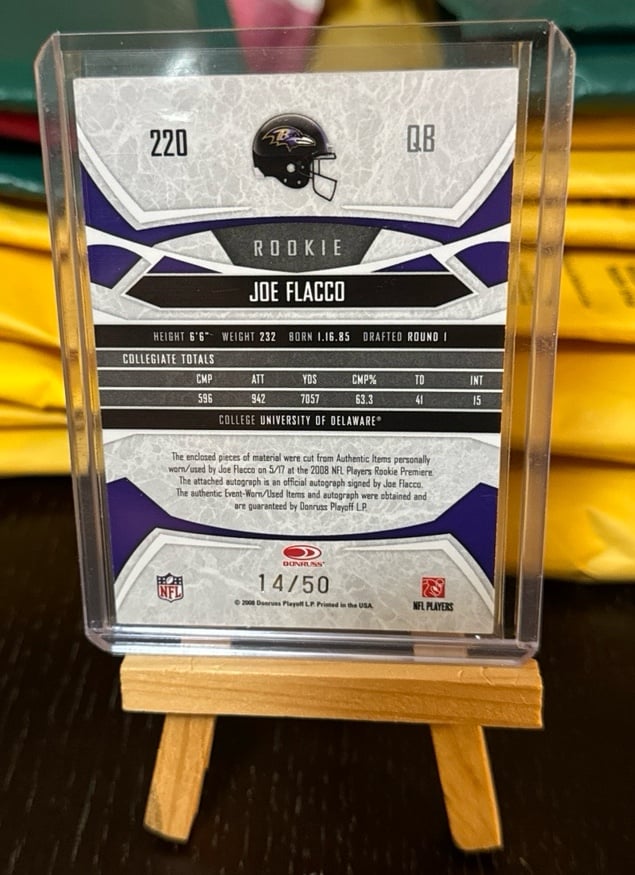 220 QB
ROOKIE
JOE FLACCO
HEIGHT 6'6" WEIGHT 232 BORN 1.16.85 DRAFTED ROUND 1
COLLEGIATE TOTALS
CMP ATT YDS CMP% TD INT
596 942 7057 63.3 41 15
COLLEGE UNIVERSITY OF DELAWARE®
The enclosed pieces of material were cut from Authentic Items personally
worn/used by Joe Flacco on 5/17 at the 2008 NFL Players Rookie Premiere.
The attached autograph is an official autograph signed by Joe Flacco.
The authentic Event-Worn/Used Items and autograph were obtained and
are guaranteed by Donruss Playoff L.P.
DONRUSS
14/50
NFL
NFL PLAYERS
© 2008 Donruss Playoff L.P. Printed in the USA.